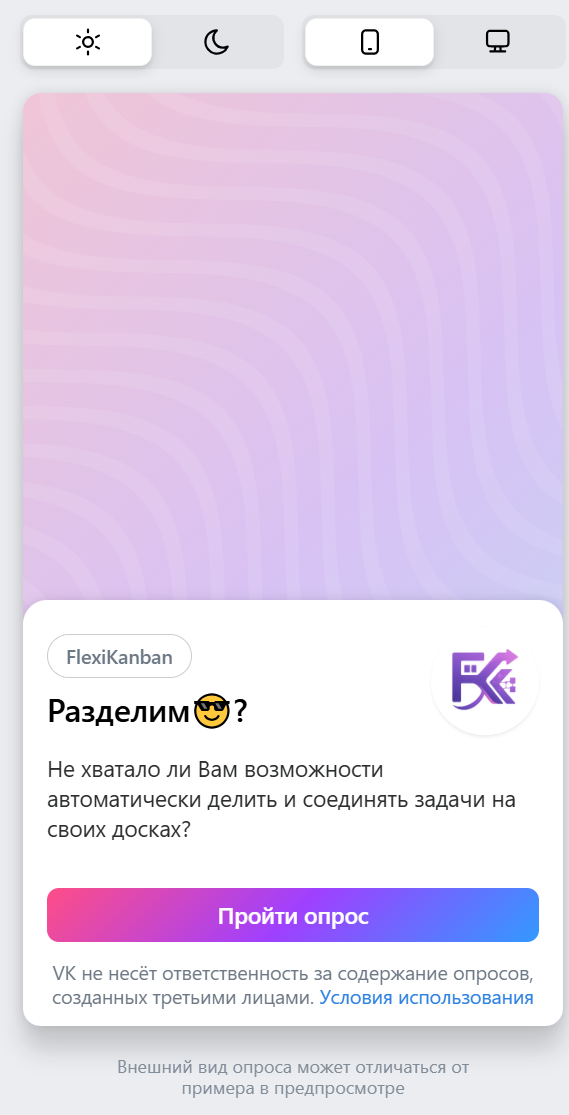 FlexiKanban
Разделим😎?
Не хватало ли Вам возможности
автоматически делить и соединять задачи на
своих досках?
Пройти опрос
VK не несёт ответственность за содержание опросов,
созданных третьими лицами. Условия использования
Внешний вид опроса может отличаться от
примера в предпросмотре